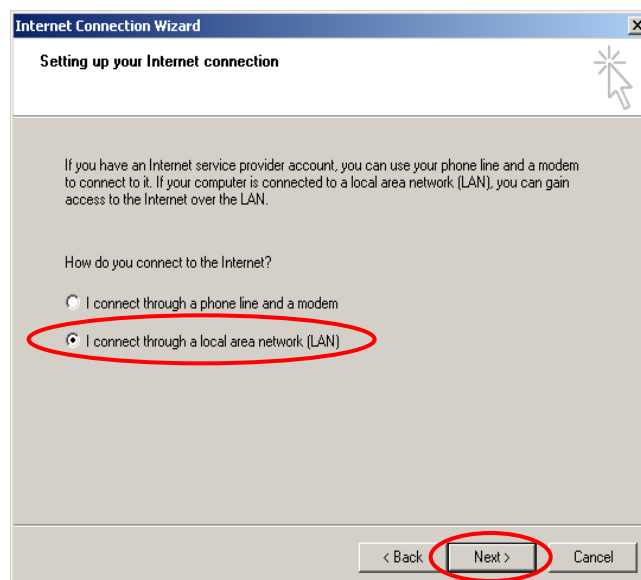 Internet Connection Wizard
Setting up your Internet connection
If you have an Internet service provider account, you can use your phone line and a modem
to connect to it. If your computer is connected to a local area network (LAN), you can gain
access to the Internet over the LAN.
How do you connect to the Internet?
I connect through a phone line and a modem
I connect through a local area network (LAN)
< Back Next > Cancel